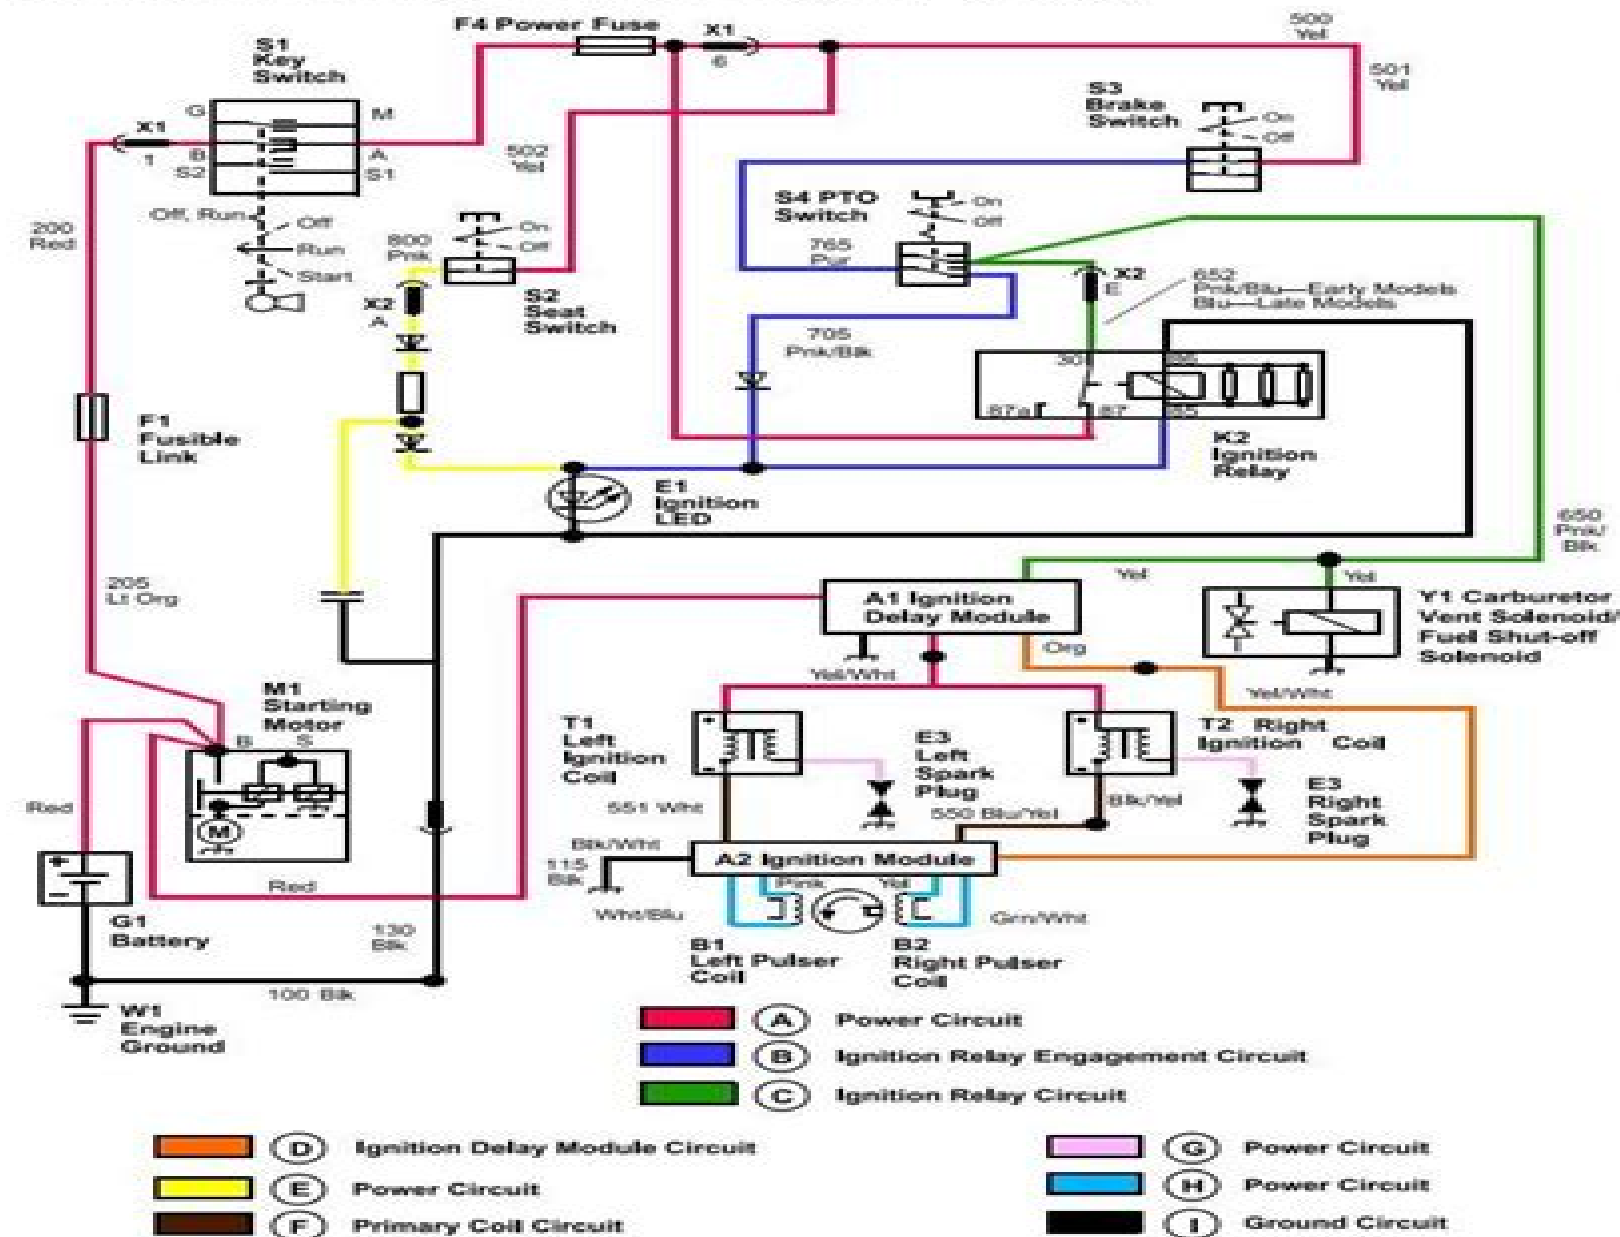 F4 Power Fuse
X1
6
500
Yel
501
Yel
S1
Key
Switch
G
M
X1
1
B
A
S2
S1
Off, Run
Off
Run
Start
200
Red
502
Yel
S3
Brake
Switch
On
Off
S4 PTO
Switch
On
Off
800
Pnk
On
Off
765
Pur
X2
A
S2
Seat
Switch
X2
E
652
Pnk/Blu—Early Models
Blu—Late Models
705
Pnk/Blk
30
86
87a
87
85
K2
Ignition
Relay
F1
Fusible
Link
E1
Ignition
LED
650
Pnk/
Blk
205
Lt Org
Yel
Yel
A1 Ignition
Delay Module
Org
Y1 Carburetor
Vent Solenoid/
Fuel Shut-off
Solenoid
Yel/Wht
Yel/Wht
M1
Starting
Motor
B
S
M
T1
Left
Ignition
Coil
E3
Left
Spark
Plug
T2 Right
Ignition Coil
E3
Right
Spark
Plug
Red
551 Wht
550 Blu/Yel
Blk/Yel
Blk/Wht
115
Blk
A2 Ignition Module
Red
Pink
Yel
Wht/Blu
Grn/Wht
G1
Battery
130
Blk
B1
Left Pulser
Coil
B2
Right Pulser
Coil
100 Blk
W1
Engine
Ground
A Power Circuit
B Ignition Relay Engagement Circuit
C Ignition Relay Circuit
D Ignition Delay Module Circuit
E Power Circuit
F Primary Coil Circuit
G Power Circuit
H Power Circuit
I Ground Circuit